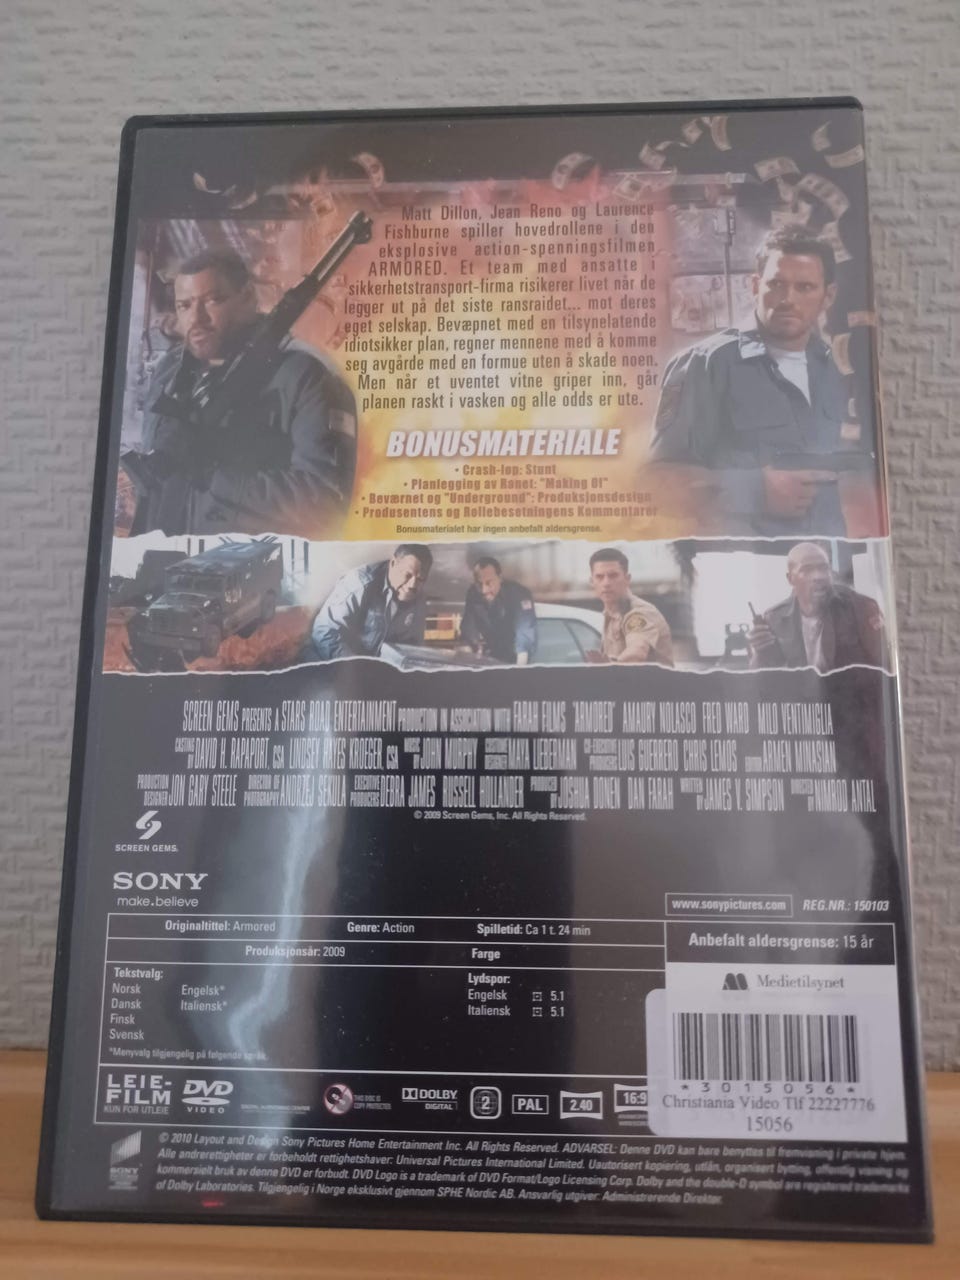 Matt Dillon, Jean Reno og Laurence
Fishburne spiller hovedrollene i den
eksplosive action-spenningsfilmen
ARMORED. Et team med ansatte i
sikkerhetstransport-firma risikerer livet når de
legger ut på det siste ransraidet... mot deres
eget selskap. Bevæpnet med en tilsynelatende
idiotsikker plan, regner mennene med å komme
seg avgårde med en formue uten å skade noen.
Men når et uventet vitne griper inn, går
planen raskt i vasken og alle odds er ute.
BONUSMATERIALE
• Crash-løp: Stunt
• Planlegging av Ranet: "Making Of"
• Beværnet og "Underground": Produksjonsdesign
• Produsentens og Rollebesetningens Kommentarer
Bonusmaterialet har ingen anbefalt aldersgrense.
SCREEN GEMS PRESENTS A STARS ROAD ENTERTAINMENT PRODUCTION IN ASSOCIATION WITH FARAH FILMS "ARMORED" AMAURY NOLASCO FRED WARD MILO VENTIMIGLIA
CASTING BY DAVID H. RAPAPORT, CSA LINDSEY HAYES KROEGER, CSA MUSIC BY JOHN MURPHY COSTUME DESIGNER MAYA LIEBERMAN CO-EXECUTIVE PRODUCERS LUIS GUERRERO CHRIS LEMOS EDITOR ARMEN MINASIAN
PRODUCTION DESIGNER JON GARY STEELE DIRECTOR OF PHOTOGRAPHY ANDRZEJ SEKULA EXECUTIVE PRODUCERS DEBRA JAMES RUSSELL HOLLANDER PRODUCED BY JOSHUA DONEN DAN FARAH WRITTEN BY JAMES V. SIMPSON DIRECTED BY NIMRÓD ANTAL
© 2009 Screen Gems, Inc. All Rights Reserved.
SCREEN GEMS.
SONY
make.believe
www.sonypictures.com REG.NR.: 150103
Originaltittel: Armored Genre: Action Spilletid: Ca 1 t. 24 min
Produksjonsår: 2009 Farge
Anbefalt aldersgrense: 15 år
Medietilsynet
Tekstvalg:
Norsk Engelsk*
Dansk Italiensk*
Finsk
Svensk
*Menyvalg tilgjengelig på følgende språk.
Lydspor:
Engelsk 5.1
Italiensk 5.1
*3015056*
Christiania Video Tlf 22227776
15056
LEIE-
FILM
KUN FOR UTLEIE
DVD
VIDEO
THIS DISC IS
COPY PROTECTED
DOLBY
DIGITAL
2
PAL
2.40
16:9
SONY
© 2010 Layout and Design Sony Pictures Home Entertainment Inc. All Rights Reserved. ADVARSEL: Denne DVD kan bare benyttes til fremvisning i private hjem.
Alle andrerettigheter er forbeholdt rettighetshaver: Universal Pictures International Limited. Uautorisert kopiering, utlån, organisert bytting, offentlig visning og
kommersielt bruk av denne DVD er forbudt. DVD Logo is a trademark of DVD Format/Logo Licensing Corp. Dolby and the double-D symbol are registered trademarks
of Dolby Laboratories. Tilgjengelig i Norge eksklusivt gjennom SPHE Nordic AB. Ansvarlig utgiver: Administrerende Direktør.